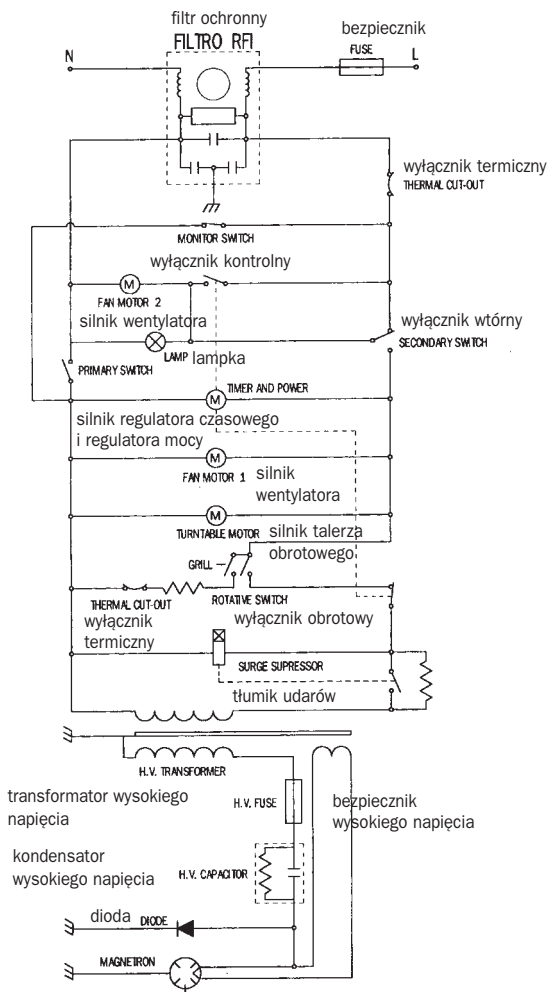 filtr ochronny
FILTRO RFI
bezpiecznik
FUSE
N
L
wyłącznik termiczny
THERMAL CUT-OUT
MONITOR SWITCH
wyłącznik kontrolny
M
FAN MOTOR 2
silnik wentylatora
wyłącznik wtórny
SECONDARY SWITCH
LAMP lampka
PRIMARY SWITCH
TIMER AND POWER
M
silnik regulatora czasowego
i regulatora mocy
M
FAN MOTOR 1
silnik
wentylatora
M
TURNTABLE MOTOR
silnik talerza
obrotowego
GRILL
THERMAL CUT-OUT
ROTATIVE SWITCH
wyłącznik
termiczny
wyłącznik obrotowy
SURGE SUPRESSOR
tłumik udarów
H.V. TRANSFORMER
transformator wysokiego
napięcia
H.V. FUSE
bezpiecznik
wysokiego napięcia
kondensator
wysokiego napięcia
H.V. CAPACITOR
dioda
DIODE
MAGNETRON